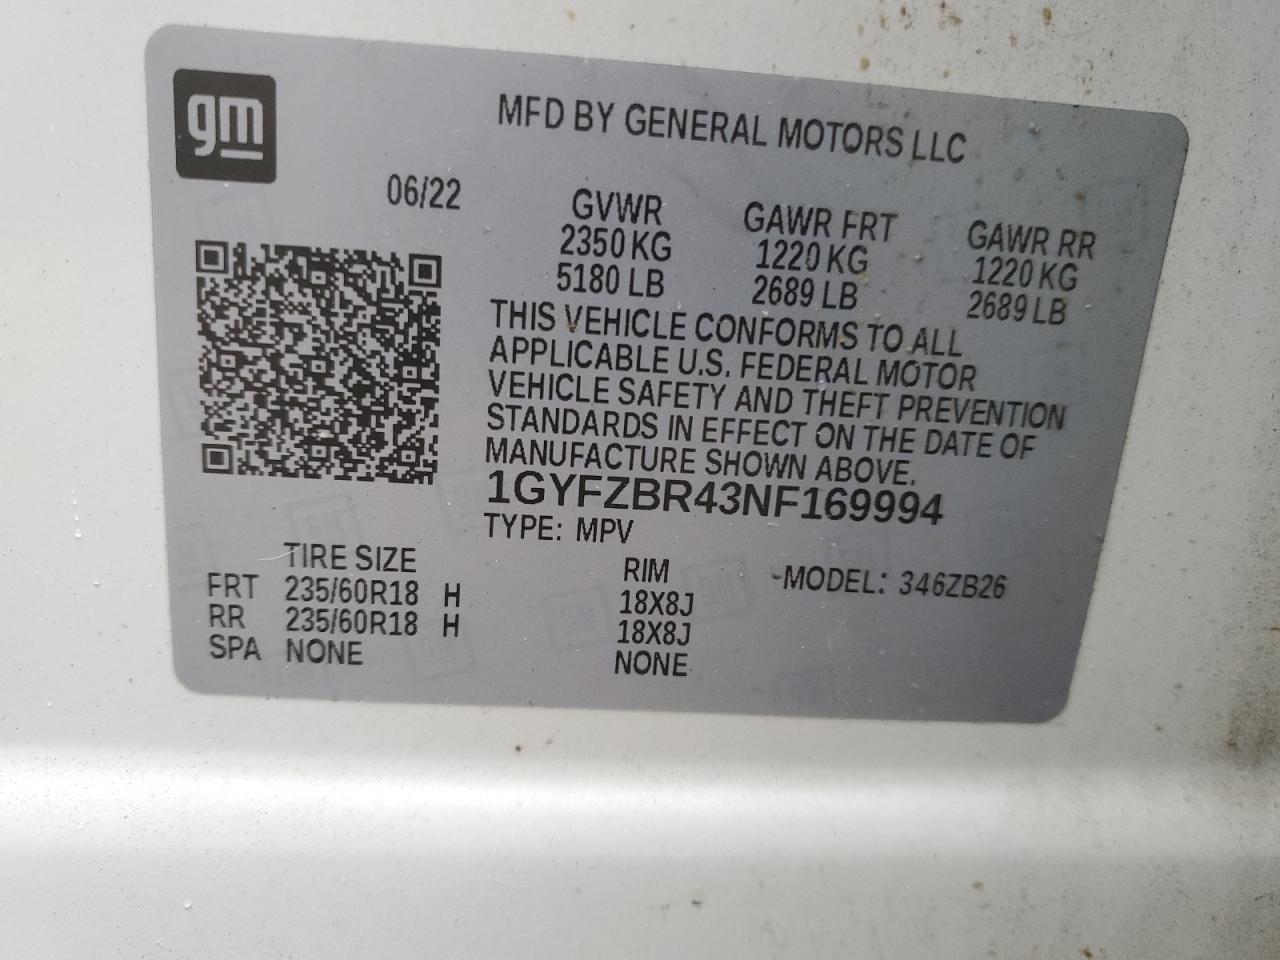 gm
MFD BY GENERAL MOTORS LLC
06/22
GVWR GAWR FRT GAWR RR
2350 KG 1220 KG 1220 KG
5180 LB 2689 LB 2689 LB
THIS VEHICLE CONFORMS TO ALL
APPLICABLE U.S. FEDERAL MOTOR
VEHICLE SAFETY AND THEFT PREVENTION
STANDARDS IN EFFECT ON THE DATE OF
MANUFACTURE SHOWN ABOVE.
1GYFZBR43NF169994
TYPE: MPV
TIRE SIZE RIM MODEL: 346ZB26
FRT 235/60R18 H 18X8J
RR 235/60R18 H 18X8J
SPA NONE NONE